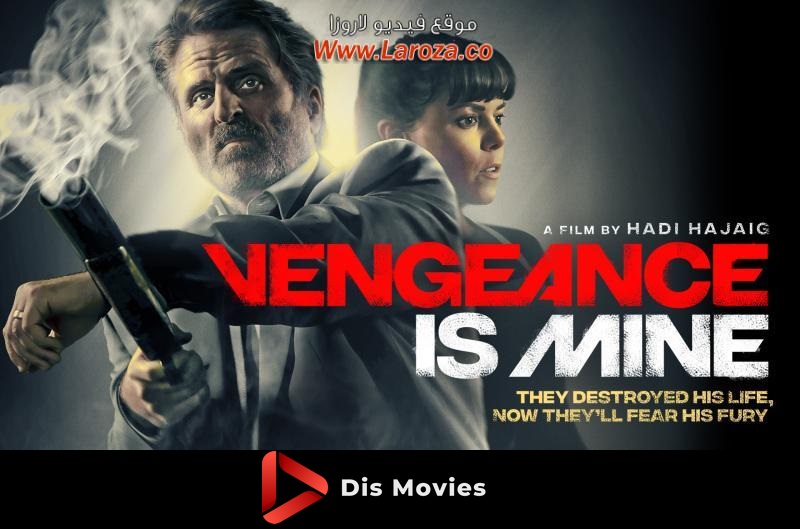 موقع فيديو لاروزا
Www.Laroza.co
A FILM BY HADI HAJAIG
VENGEANCE
IS MINE
THEY DESTROYED HIS LIFE,
NOW THEY'LL FEAR HIS FURY
Dis Movies